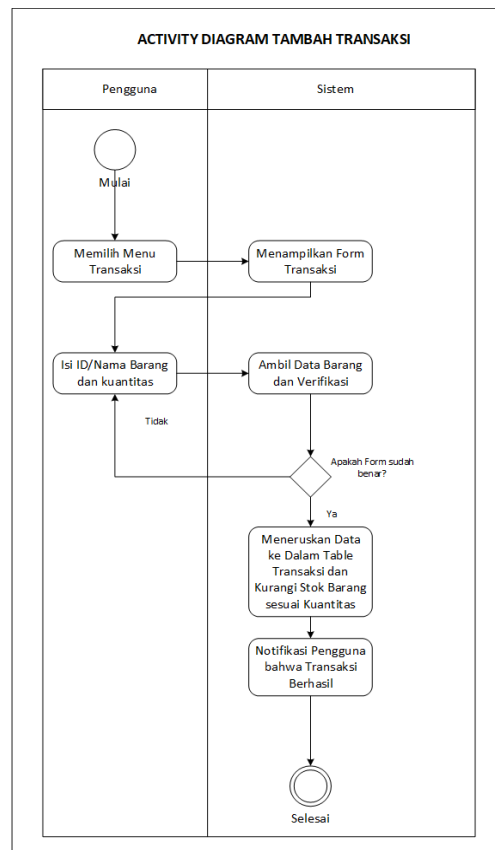 ACTIVITY DIAGRAM TAMBAH TRANSAKSI
Pengguna
Sistem
Mulai
Memilih Menu
Transaksi
Menampilkan Form
Transaksi
Isi ID/Nama Barang
dan kuantitas
Ambil Data Barang
dan Verifikasi
Tidak
Apakah Form sudah
benar?
Ya
Meneruskan Data
ke Dalam Table
Transaksi dan
Kurangi Stok Barang
sesuai Kuantitas
Notifikasi Pengguna
bahwa Transaksi
Berhasil
Selesai